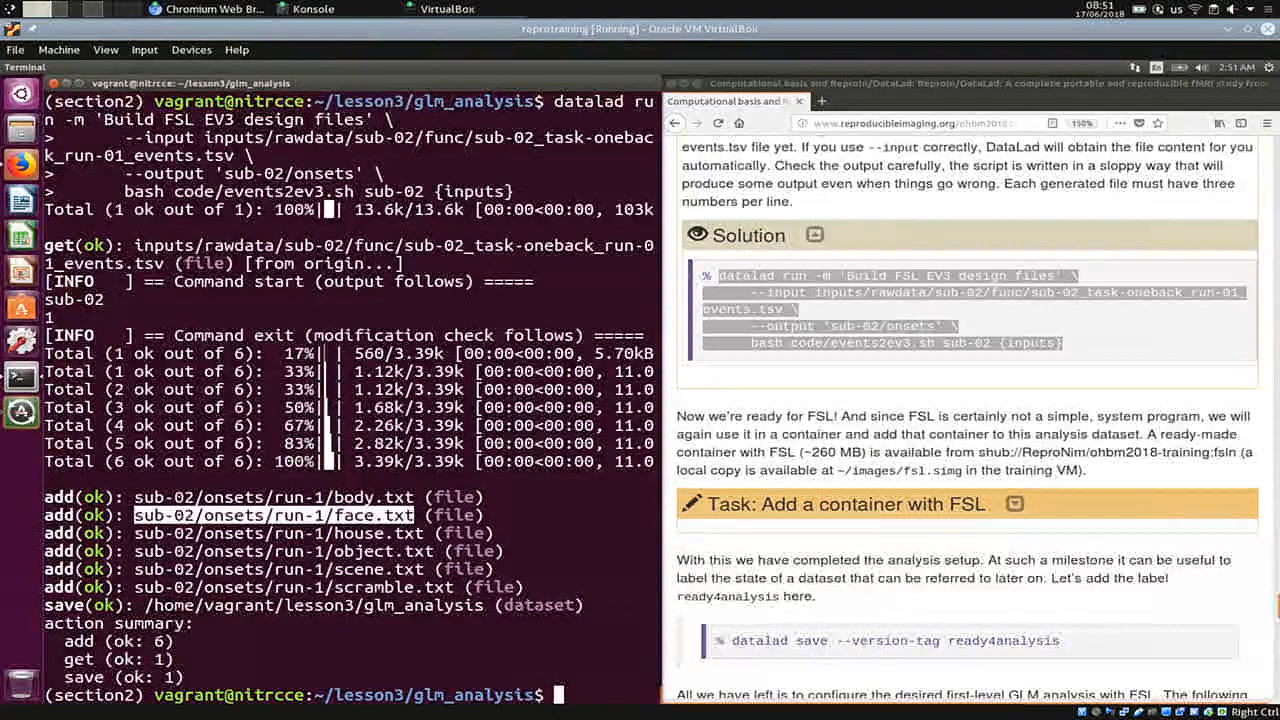 Chromium Web Br...
Konsole
VirtualBox
08:51
17/06/2018
us
reprotraining [Running] - Oracle VM VirtualBox
File Machine View Input Devices Help
Terminal
En
2:51 AM
vagrant@nitrcce: ~/lesson3/glm_analysis
(section2) vagrant@nitrcce:~/lesson3/glm_analysis$ datalad ru
n -m 'Build FSL EV3 design files' \
> --input inputs/rawdata/sub-02/func/sub-02_task-oneback
k_run-01_events.tsv \
> --output 'sub-02/onsets' \
> bash code/events2ev3.sh sub-02 {inputs}
Total (1 ok out of 1): 100%| | 13.6k/13.6k [00:00<00:00, 103k
get(ok): inputs/rawdata/sub-02/func/sub-02_task-oneback_run-0
1_events.tsv (file) [from origin...]
[INFO ] == Command start (output follows) =====
sub-02
1
[INFO ] == Command exit (modification check follows) =====
Total (1 ok out of 6): 17%| | 560/3.39k [00:00<00:00, 5.70kB
Total (1 ok out of 6): 33%| | 1.12k/3.39k [00:00<00:00, 11.0
Total (2 ok out of 6): 33%| | 1.12k/3.39k [00:00<00:00, 11.0
Total (3 ok out of 6): 50%| | 1.68k/3.39k [00:00<00:00, 11.0
Total (4 ok out of 6): 67%| | 2.26k/3.39k [00:00<00:00, 11.0
Total (5 ok out of 6): 83%| | 2.82k/3.39k [00:00<00:00, 11.0
Total (6 ok out of 6): 100%| | 3.39k/3.39k [00:00<00:00, 11.0
add(ok): sub-02/onsets/run-1/body.txt (file)
add(ok): sub-02/onsets/run-1/face.txt (file)
add(ok): sub-02/onsets/run-1/house.txt (file)
add(ok): sub-02/onsets/run-1/object.txt (file)
add(ok): sub-02/onsets/run-1/scene.txt (file)
add(ok): sub-02/onsets/run-1/scramble.txt (file)
save(ok): /home/vagrant/lesson3/glm_analysis (dataset)
action summary:
add (ok: 6)
get (ok: 1)
save (ok: 1)
(section2) vagrant@nitrcce:~/lesson3/glm_analysis$
Computational basis and ReproIn/DataLad: ReproIn/DataLad: A complete portable and reproducible fMRI study from
Computational basis and R
www.reproducibleimaging.org/ohbm2018-
150%
events.tsv file yet. If you use --input correctly, DataLad will obtain the file content for you
automatically. Check the output carefully, the script is written in a sloppy way that will
produce some output even when things go wrong. Each generated file must have three
numbers per line.
Solution
% datalad run -m 'Build FSL EV3 design files' \
--input inputs/rawdata/sub-02/func/sub-02_task-oneback_run-01_
events.tsv \
--output 'sub-02/onsets' \
bash code/events2ev3.sh sub-02 {inputs}
Now we're ready for FSL! And since FSL is certainly not a simple, system program, we will
again use it in a container and add that container to this analysis dataset. A ready-made
container with FSL (~260 MB) is available from shub://ReproNim/ohbm2018-training:fsln (a
local copy is available at ~/images/fsl.simg in the training VM).
Task: Add a container with FSL
With this we have completed the analysis setup. At such a milestone it can be useful to
label the state of a dataset that can be referred to later on. Let's add the label
ready4analysis here.
% datalad save --version-tag ready4analysis
All we have left is to configure the desired first-level GLM analysis with FSL. The following
Right Ctrl